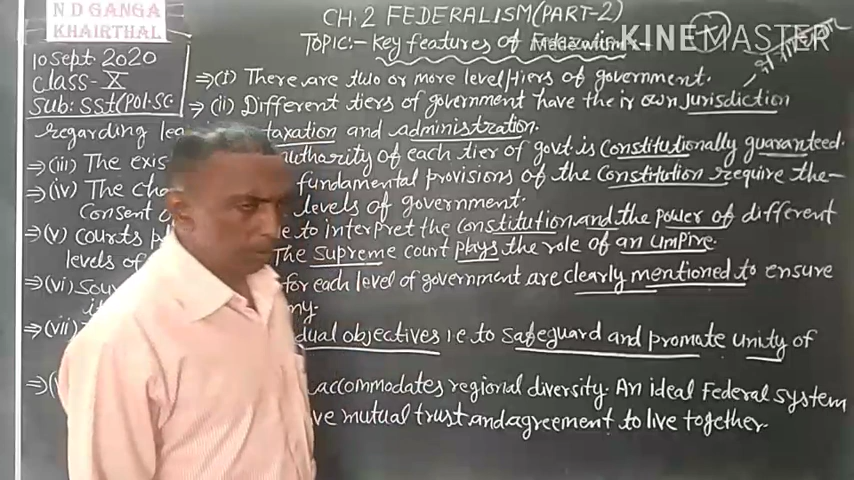 N D GANGA
KHAIRTHAL
10 Sept. 2020
Class-X
Sub: SSt(Pol.Sc.
CH.2 FEDERALISM(PART-2)
TOPIC:- Key features of Federalism:-
Made with KINEMASTER
⇒(i) There are two or more level/tiers of government.
⇒(ii) Different tiers of government have their own jurisdiction
regarding taxation and administration.
⇒(iii) The authority of each tier of govt is constitutionally guaranteed.
⇒(iv) The fundamental provisions of the Constitution require the-
Consent levels of government.
⇒(v) Courts to interpret the constitution and the power of different
levels of The Supreme court plays the role of an umpire.
⇒(vi) for each level of government are clearly mentioned to ensure
⇒(vii) objectives i.e to safeguard and promate unity of
accommodates regional diversity. An ideal Federal system
mutual trust and agreement to live together.